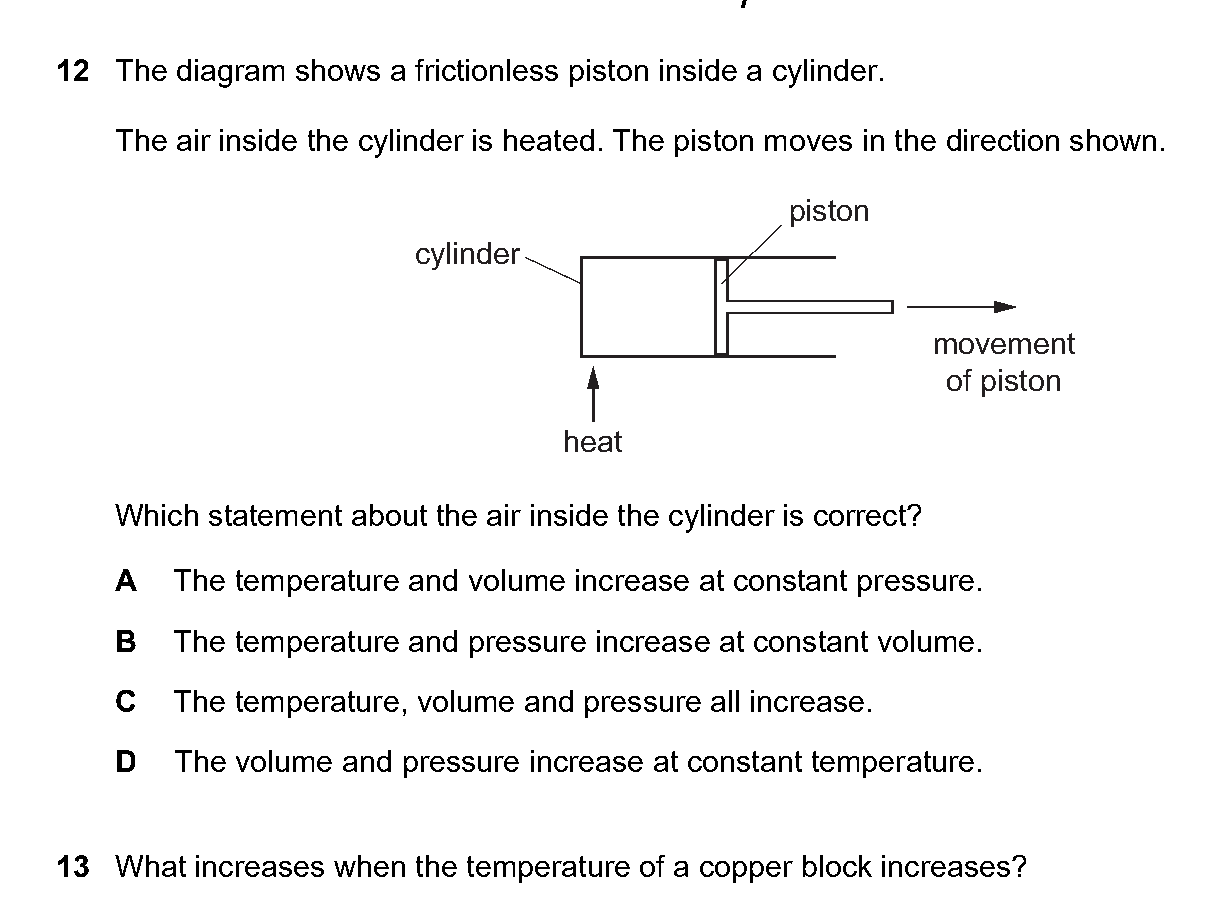 12 The diagram shows a frictionless piston inside a cylinder.
The air inside the cylinder is heated. The piston moves in the direction shown.
piston
cylinder
movement
of piston
heat
Which statement about the air inside the cylinder is correct?
A The temperature and volume increase at constant pressure.
B The temperature and pressure increase at constant volume.
C The temperature, volume and pressure all increase.
D The volume and pressure increase at constant temperature.
13 What increases when the temperature of a copper block increases?